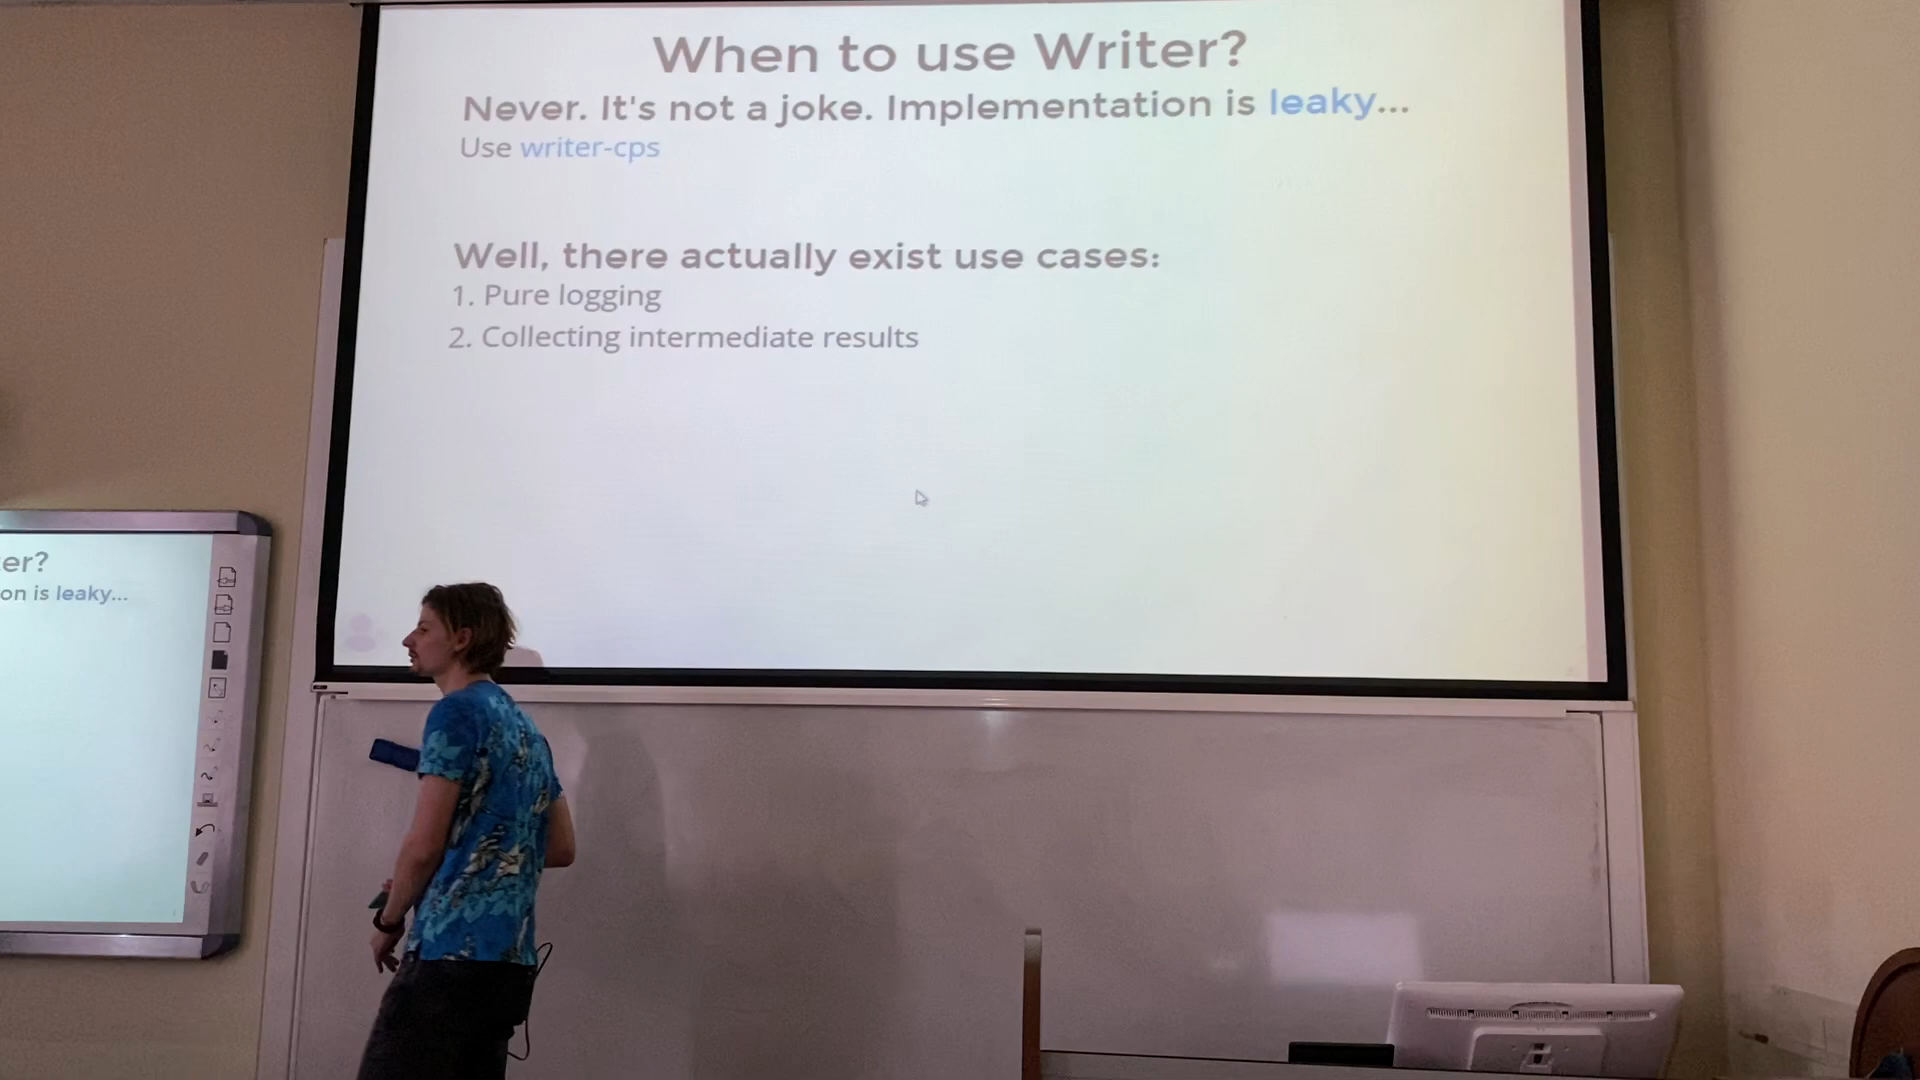 When to use Writer?
Never. It's not a joke. Implementation is leaky...
Use writer-cps
Well, there actually exist use cases:
1. Pure logging
2. Collecting intermediate results
er?
on is leaky...